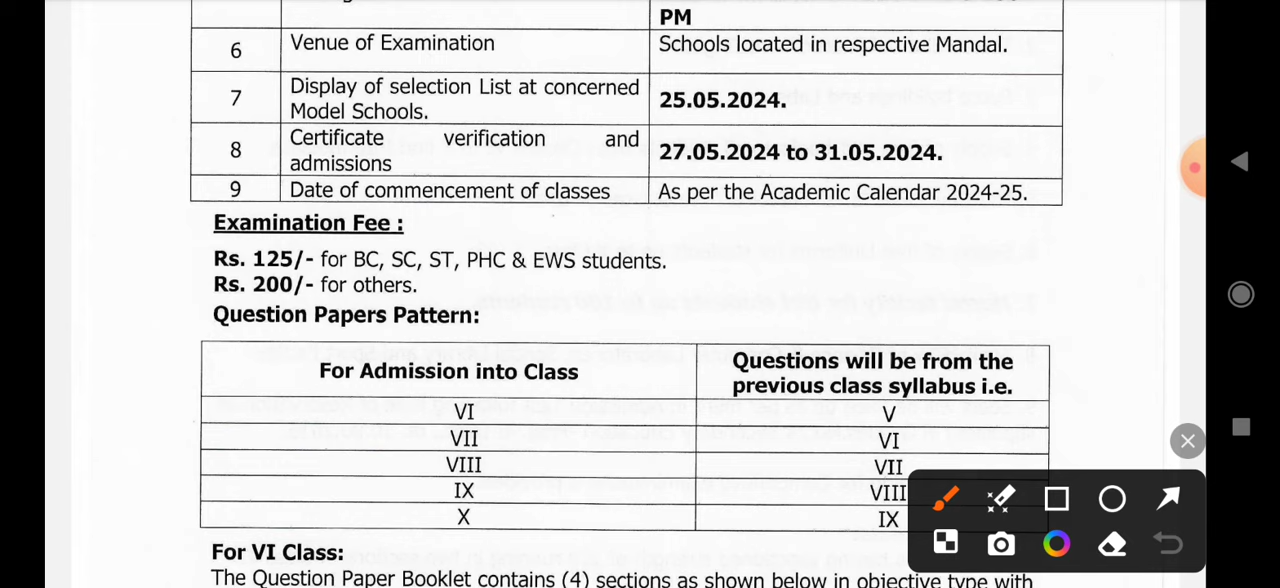 PM
6 Venue of Examination Schools located in respective Mandal.
7 Display of selection List at concerned Model Schools. 25.05.2024.
8 Certificate verification and admissions 27.05.2024 to 31.05.2024.
9 Date of commencement of classes As per the Academic Calendar 2024-25.
Examination Fee :
Rs. 125/- for BC, SC, ST, PHC & EWS students.
Rs. 200/- for others.
Question Papers Pattern:
For Admission into Class Questions will be from the previous class syllabus i.e.
VI V
VII VI
VIII VII
IX VIII
X IX
For VI Class:
The Question Paper Booklet contains (4) sections as shown below in objective type with